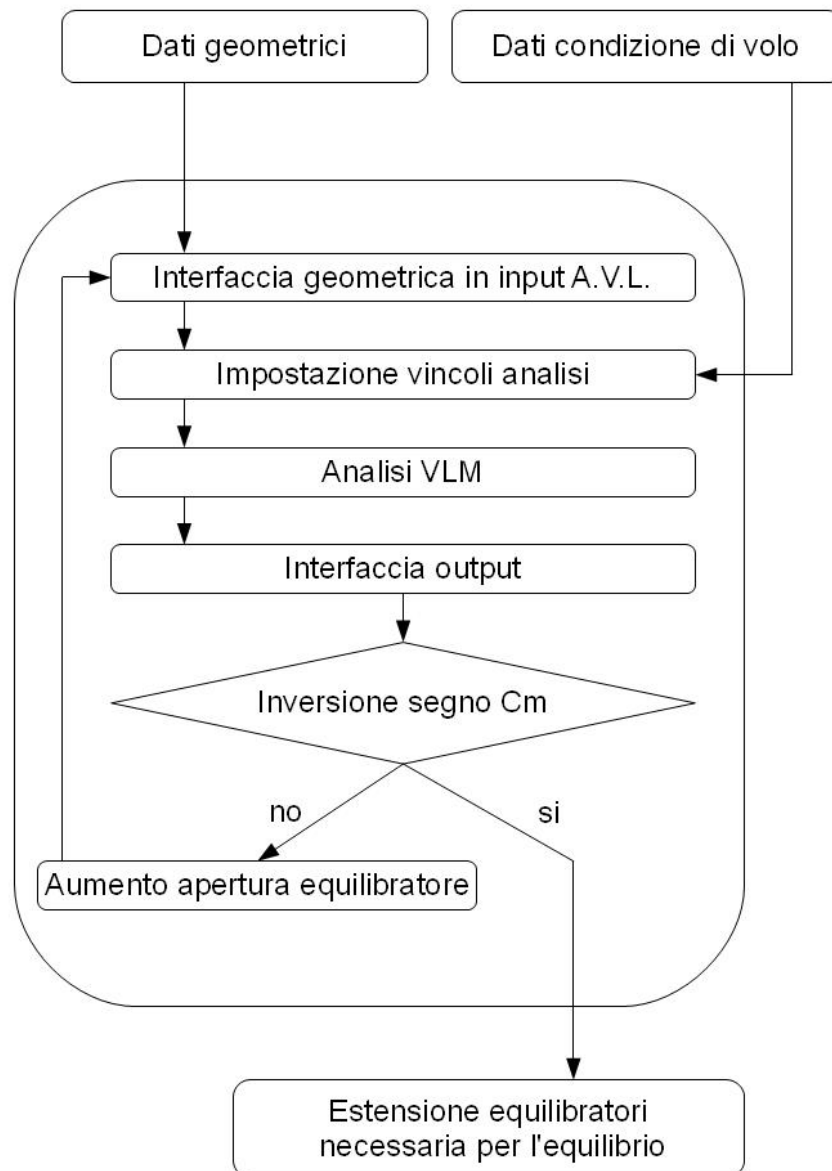 Dati geometrici
Dati condizione di volo
Interfaccia geometrica in input A.V.L.
Impostazione vincoli analisi
Analisi VLM
Interfaccia output
Inversione segno Cm
no
si
Aumento apertura equilibratore
Estensione equilibratori
necessaria per l'equilibrio